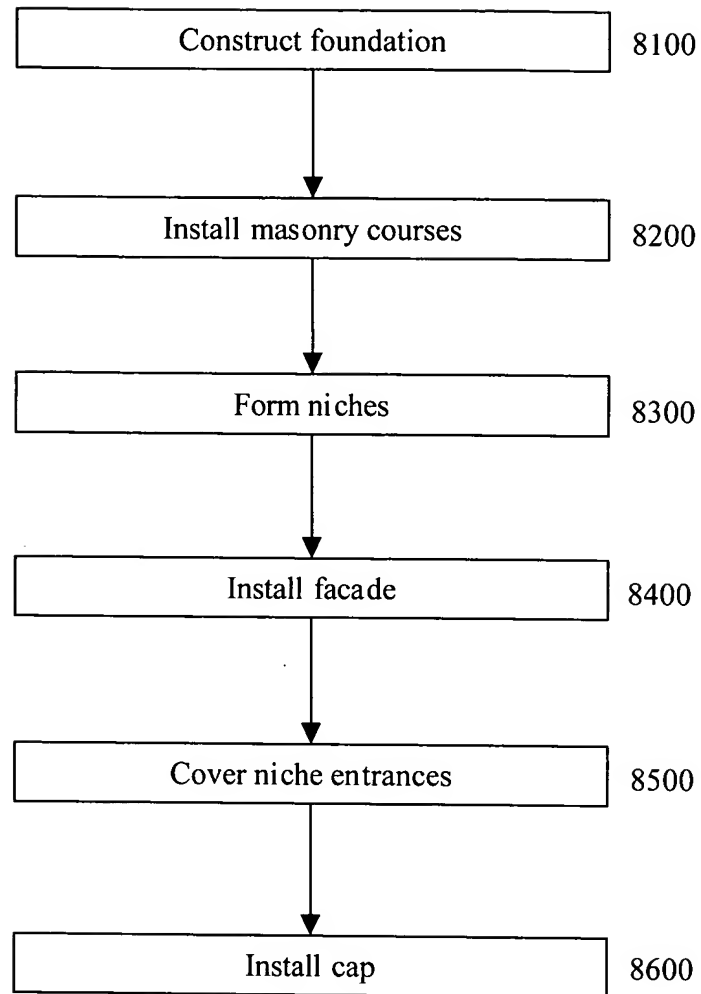 Construct foundation 8100
Install masonry courses 8200
Form niches 8300
Install facade 8400
Cover niche entrances 8500
Install cap 8600